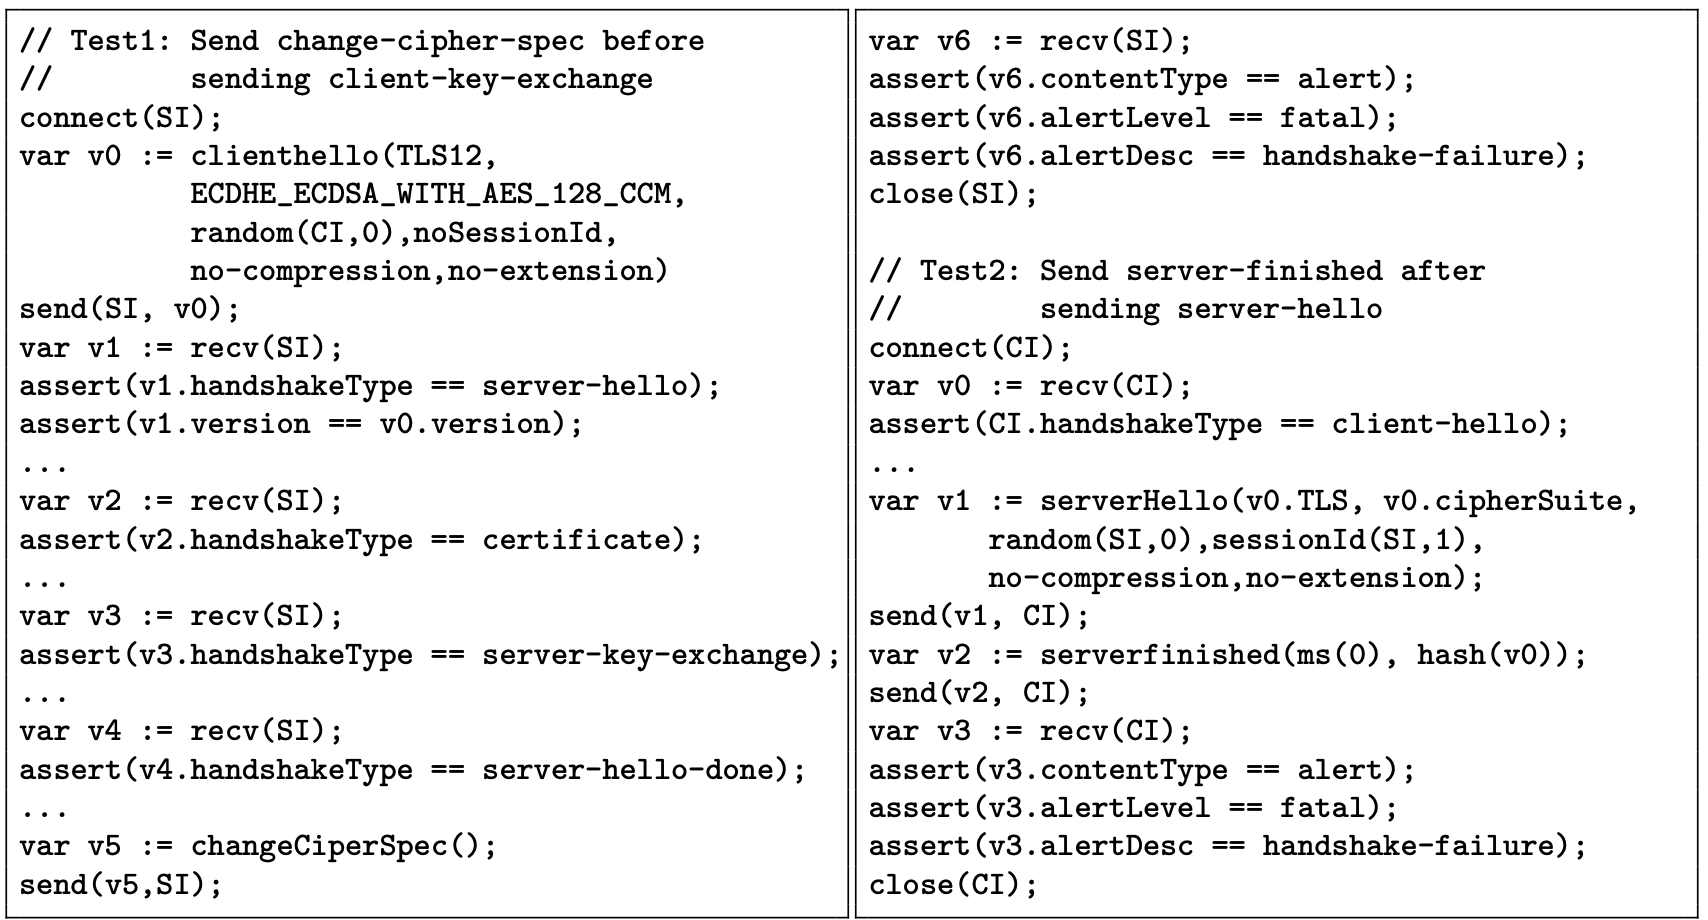 // Test1: Send change-cipher-spec before
//        sending client-key-exchange
connect(SI);
var v0 := clienthello(TLS12,
          ECDHE_ECDSA_WITH_AES_128_CCM,
          random(CI,0),noSessionId,
          no-compression,no-extension)
send(SI, v0);
var v1 := recv(SI);
assert(v1.handshakeType == server-hello);
assert(v1.version == v0.version);
...
var v2 := recv(SI);
assert(v2.handshakeType == certificate);
...
var v3 := recv(SI);
assert(v3.handshakeType == server-key-exchange);
...
var v4 := recv(SI);
assert(v4.handshakeType == server-hello-done);
...
var v5 := changeCiperSpec();
send(v5,SI);
var v6 := recv(SI);
assert(v6.contentType == alert);
assert(v6.alertLevel == fatal);
assert(v6.alertDesc == handshake-failure);
close(SI);
// Test2: Send server-finished after
//        sending server-hello
connect(CI);
var v0 := recv(CI);
assert(CI.handshakeType == client-hello);
...
var v1 := serverHello(v0.TLS, v0.cipherSuite,
       random(SI,0),sessionId(SI,1),
       no-compression,no-extension);
send(v1, CI);
var v2 := serverfinished(ms(0), hash(v0));
send(v2, CI);
var v3 := recv(CI);
assert(v3.contentType == alert);
assert(v3.alertLevel == fatal);
assert(v3.alertDesc == handshake-failure);
close(CI);